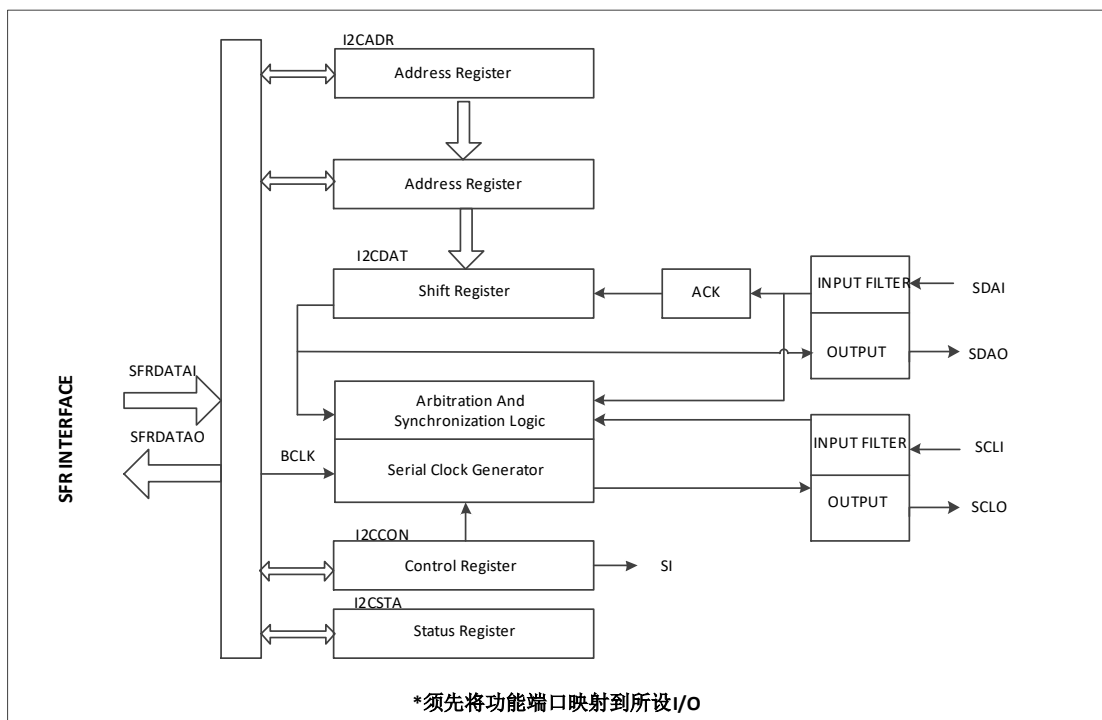 I2CADR
Address Register
Address Register
I2CDAT
Shift Register
ACK
INPUT FILTER
SDAI
OUTPUT
SDAO
SFR INTERFACE
SFRDATAI
SFRDATAO
BCLK
Arbitration And
Synchronization Logic
Serial Clock Generator
INPUT FILTER
SCLI
OUTPUT
SCLO
I2CCON
Control Register
SI
I2CSTA
Status Register
*须先将功能端口映射到所设I/O